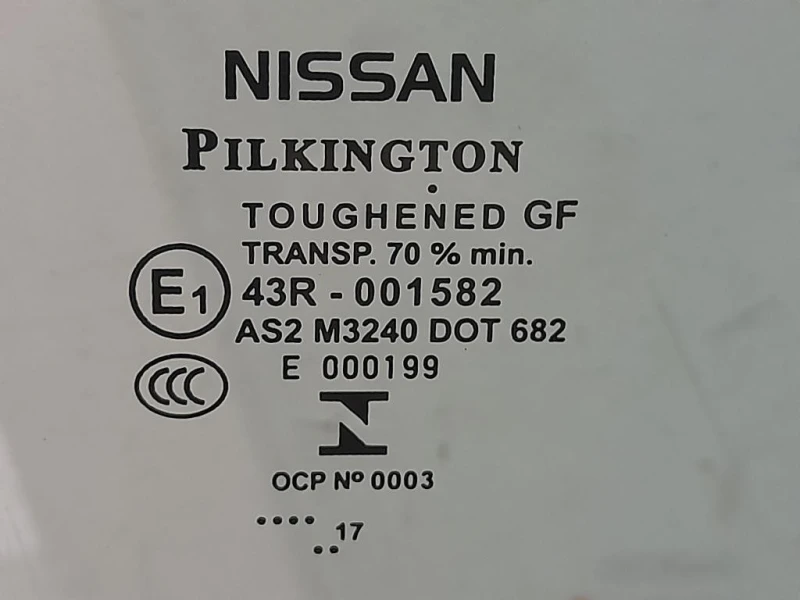 NISSAN
PILKINGTON
TOUGHENED GF
TRANSP. 70 % min.
E1 43R - 001582
AS2 M3240 DOT 682
E 000199
CCC
OCP Nº 0003
.... 17
..